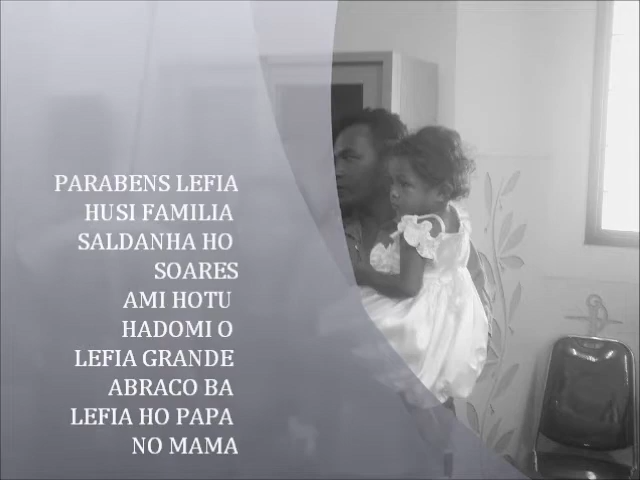 PARABENS LEFIA
HUSI FAMILIA
SALDANHA HO
SOARES
AMI HOTU
HADOMI O
LEFIA GRANDE
ABRACO BA
LEFIA HO PAPA
NO MAMA